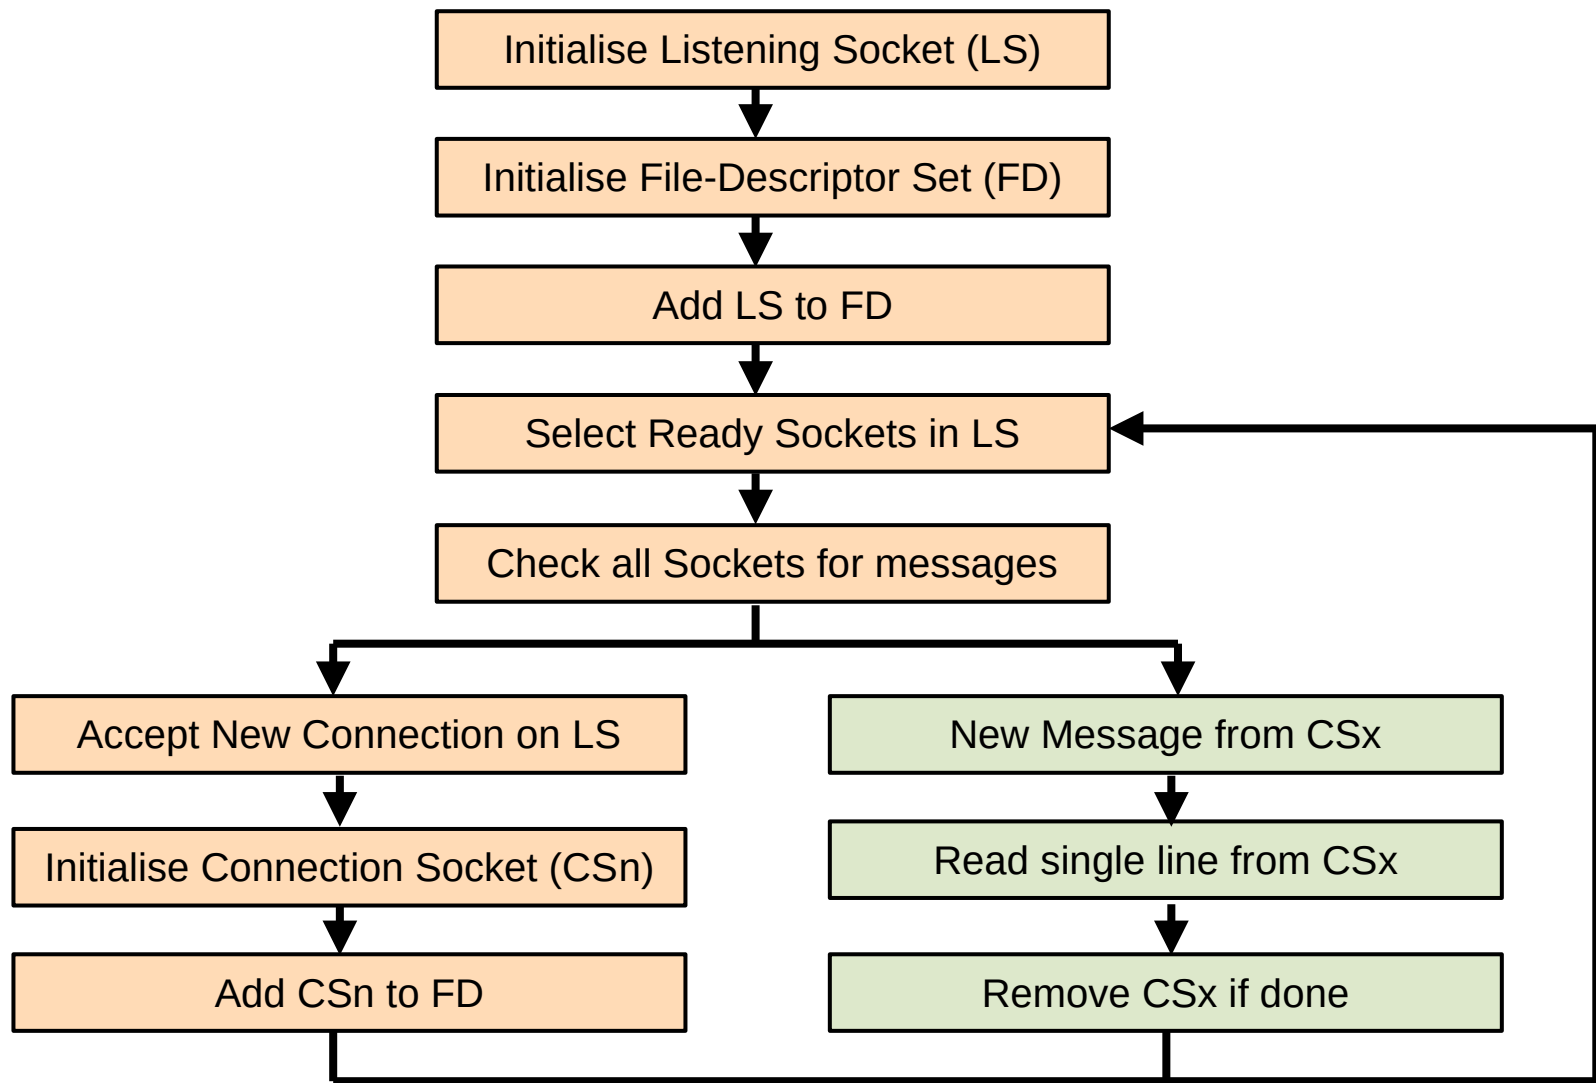 Initialise Listening Socket (LS)
Initialise File-Descriptor Set (FD)
Add LS to FD
Select Ready Sockets in LS
Check all Sockets for messages
Accept New Connection on LS
Initialise Connection Socket (CSn)
Add CSn to FD
New Message from CSx
Read single line from CSx
Remove CSx if done